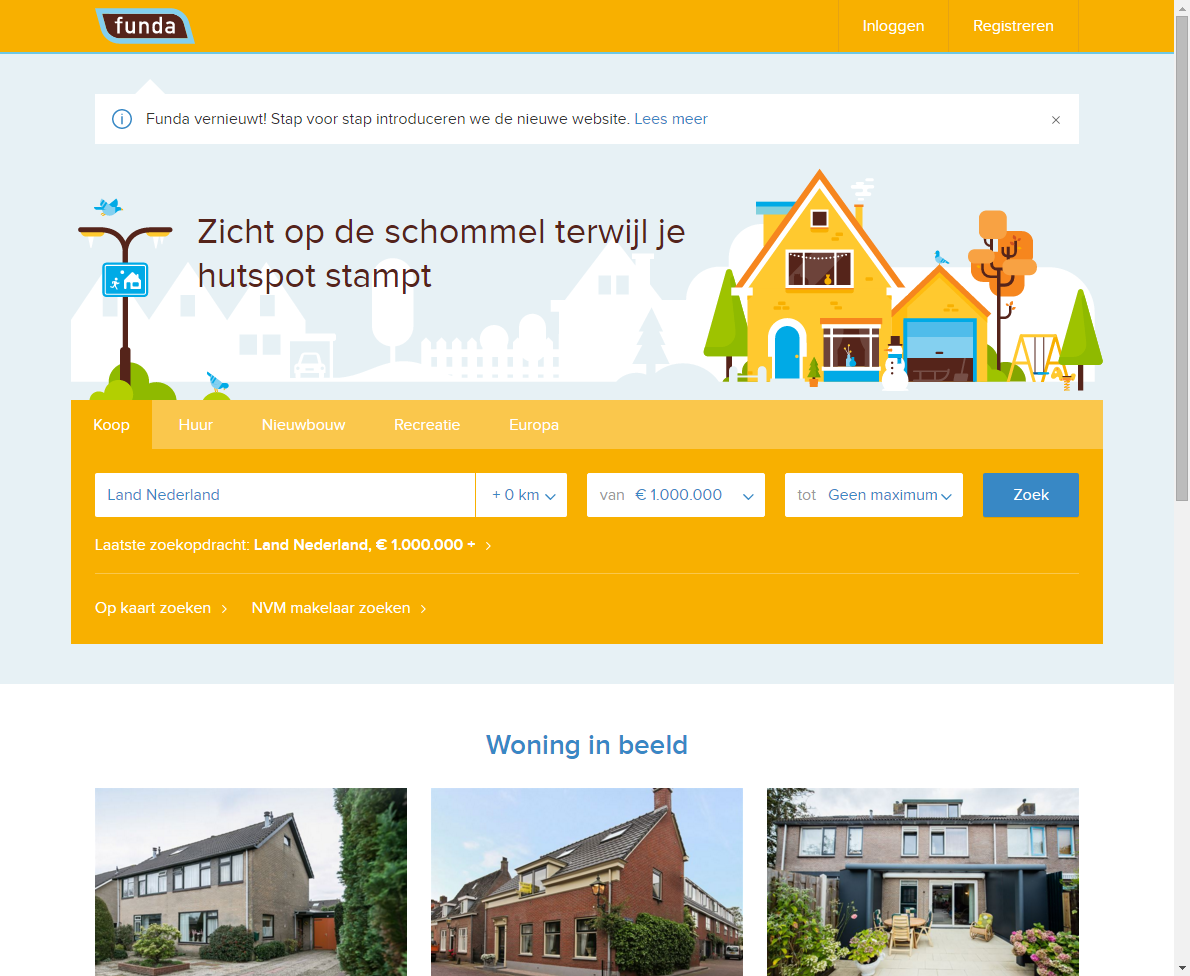 funda
Inloggen
Registreren
Funda vernieuwt! Stap voor stap introduceren we de nieuwe website. Lees meer
Zicht op de schommel terwijl je
hutspot stampt
Koop
Huur
Nieuwbouw
Recreatie
Europa
Land Nederland
+ 0 km
van € 1.000.000
tot Geen maximum
Zoek
Laatste zoekopdracht: Land Nederland, € 1.000.000 +
Op kaart zoeken
NVM makelaar zoeken
Woning in beeld